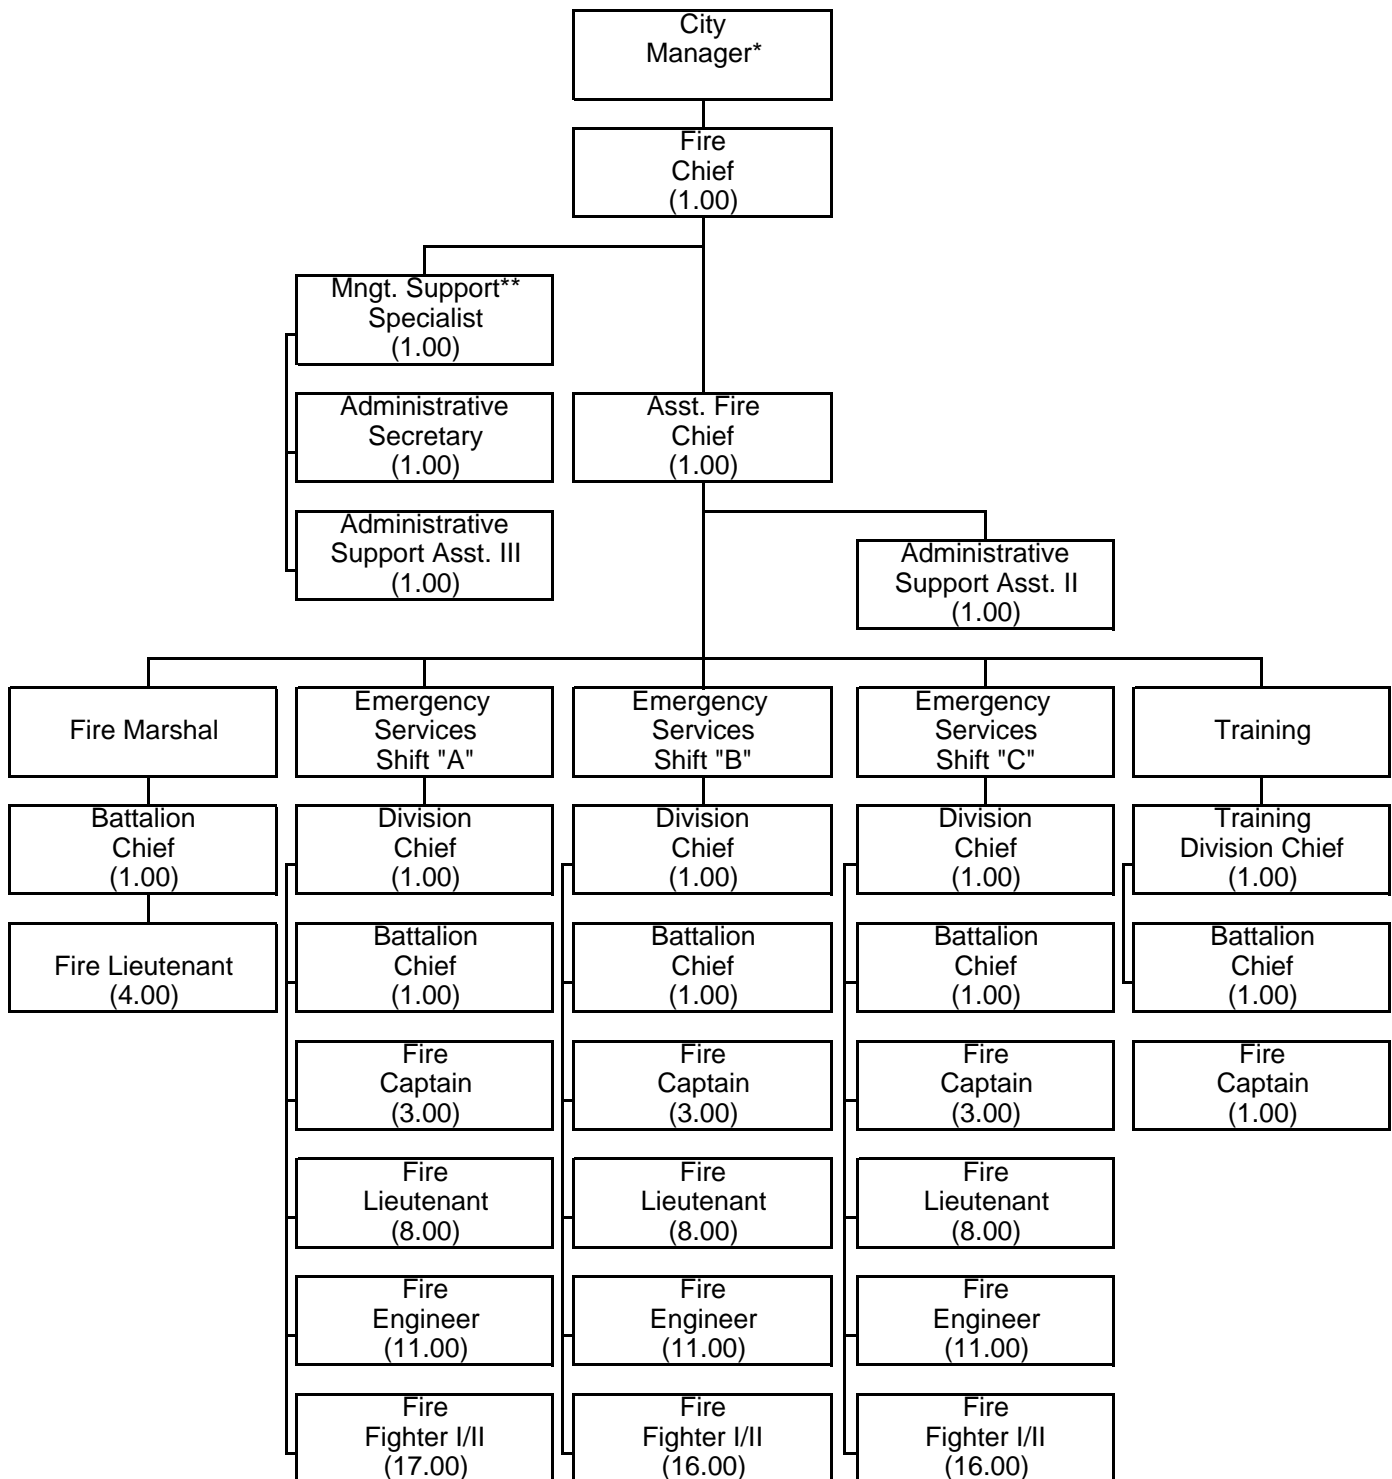 City
Manager*
Fire
Chief
(1.00)
Mngt. Support**
Specialist
(1.00)
Administrative
Secretary
(1.00)
Asst. Fire
Chief
(1.00)
Administrative
Support Asst. III
(1.00)
Administrative
Support Asst. II
(1.00)
Fire Marshal
Emergency
Services
Shift "A"
Emergency
Services
Shift "B"
Emergency
Services
Shift "C"
Training
Battalion
Chief
(1.00)
Division
Chief
(1.00)
Division
Chief
(1.00)
Division
Chief
(1.00)
Training
Division Chief
(1.00)
Fire Lieutenant
(4.00)
Battalion
Chief
(1.00)
Battalion
Chief
(1.00)
Battalion
Chief
(1.00)
Battalion
Chief
(1.00)
Fire
Captain
(3.00)
Fire
Captain
(3.00)
Fire
Captain
(3.00)
Fire
Captain
(1.00)
Fire
Lieutenant
(8.00)
Fire
Lieutenant
(8.00)
Fire
Lieutenant
(8.00)
Fire
Engineer
(11.00)
Fire
Engineer
(11.00)
Fire
Engineer
(11.00)
Fire
Fighter I/II
(17.00)
Fire
Fighter I/II
(16.00)
Fire
Fighter I/II
(16.00)